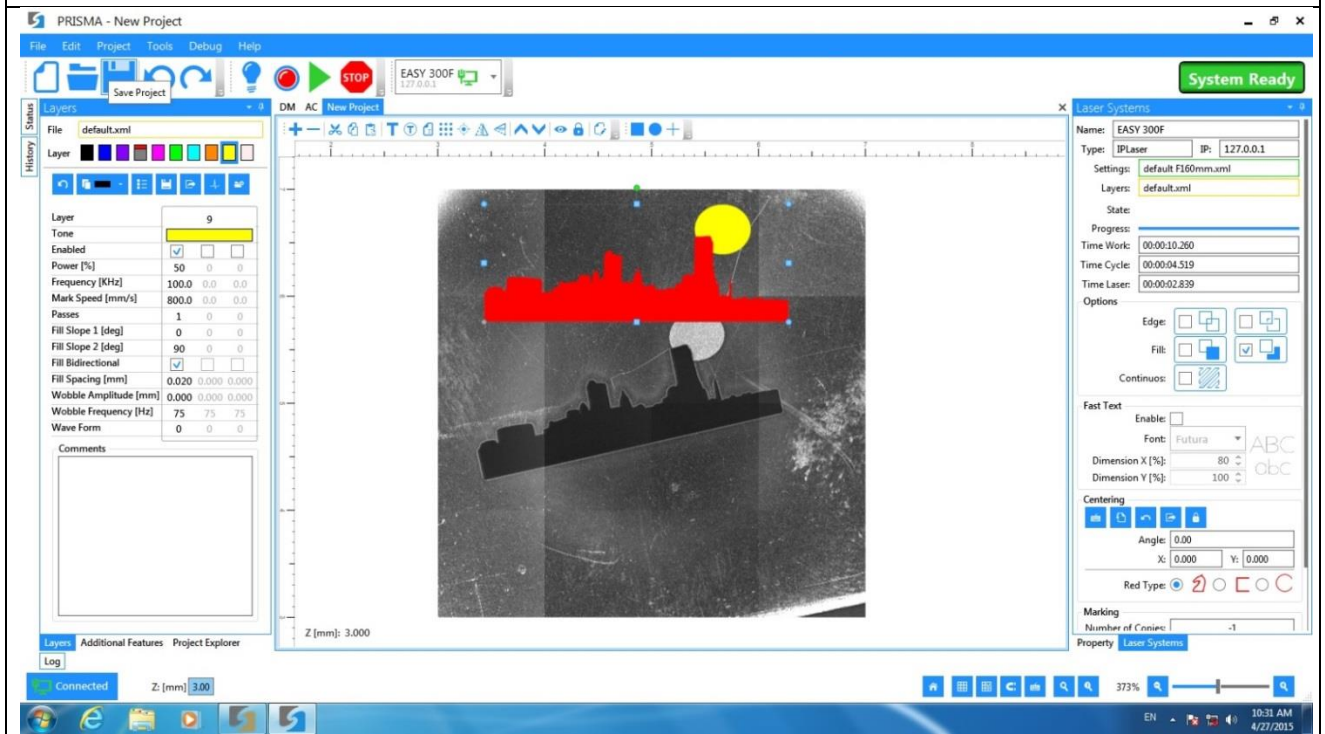 PRISMA - New Project
File Edit Project Tools Debug Help
EASY 300F
127.0.0.1
System Ready
Save Project
Status
History
Layers
File default.xml
Layer
Layer 9
Tone
Enabled
Power [%] 50 0 0
Frequency [KHz] 100.0 0.0 0.0
Mark Speed [mm/s] 800.0 0.0 0.0
Passes 1 0 0
Fill Slope 1 [deg] 0 0 0
Fill Slope 2 [deg] 90 0 0
Fill Bidirectional
Fill Spacing [mm] 0.020 0.000 0.000
Wobble Amplitude [mm] 0.000 0.000 0.000
Wobble Frequency [Hz] 75 75 75
Wave Form 0 0 0
Comments
Layers Additional Features Project Explorer
Log
Connected Z: [mm] 3.00
DM AC New Project
Z [mm]: 3.000
STOP
Laser Systems
Name: EASY 300F
Type: IPLaser IP: 127.0.0.1
Settings: default F160mm.xml
Layers: default.xml
State:
Progress:
Time Work: 00:00:10.260
Time Cycle: 00:00:04.519
Time Laser: 00:00:02.839
Options
Edge:
Fill:
Continuos:
Fast Text
Enable:
Font: Futura
ABC
abc
Dimension X [%]: 80
Dimension Y [%]: 100
Centering
Angle: 0.00
X: 0.000 Y: 0.000
Red Type:
Marking
Number of Copies: -1
Property Laser Systems
373%
EN
10:31 AM
4/27/2015